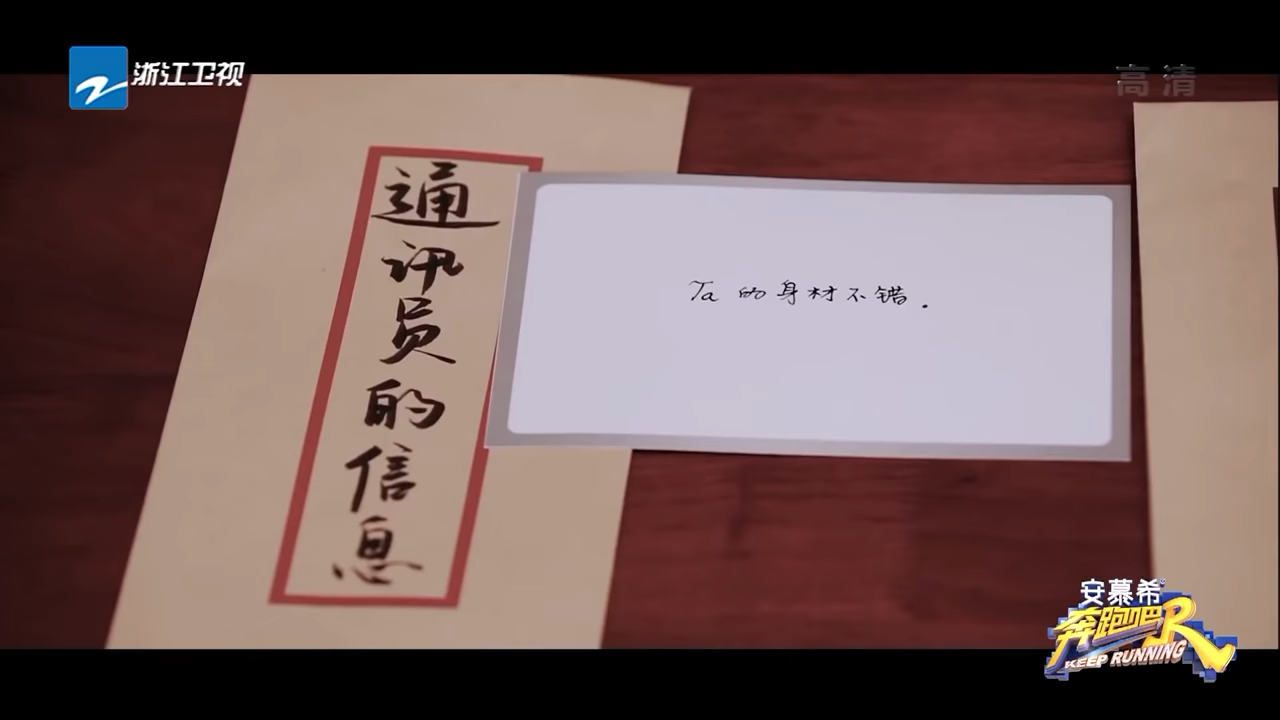 浙江卫视
高清
通讯员的信息
Ta 的身材不错.
安慕希
奔跑吧
KEEP RUNNING